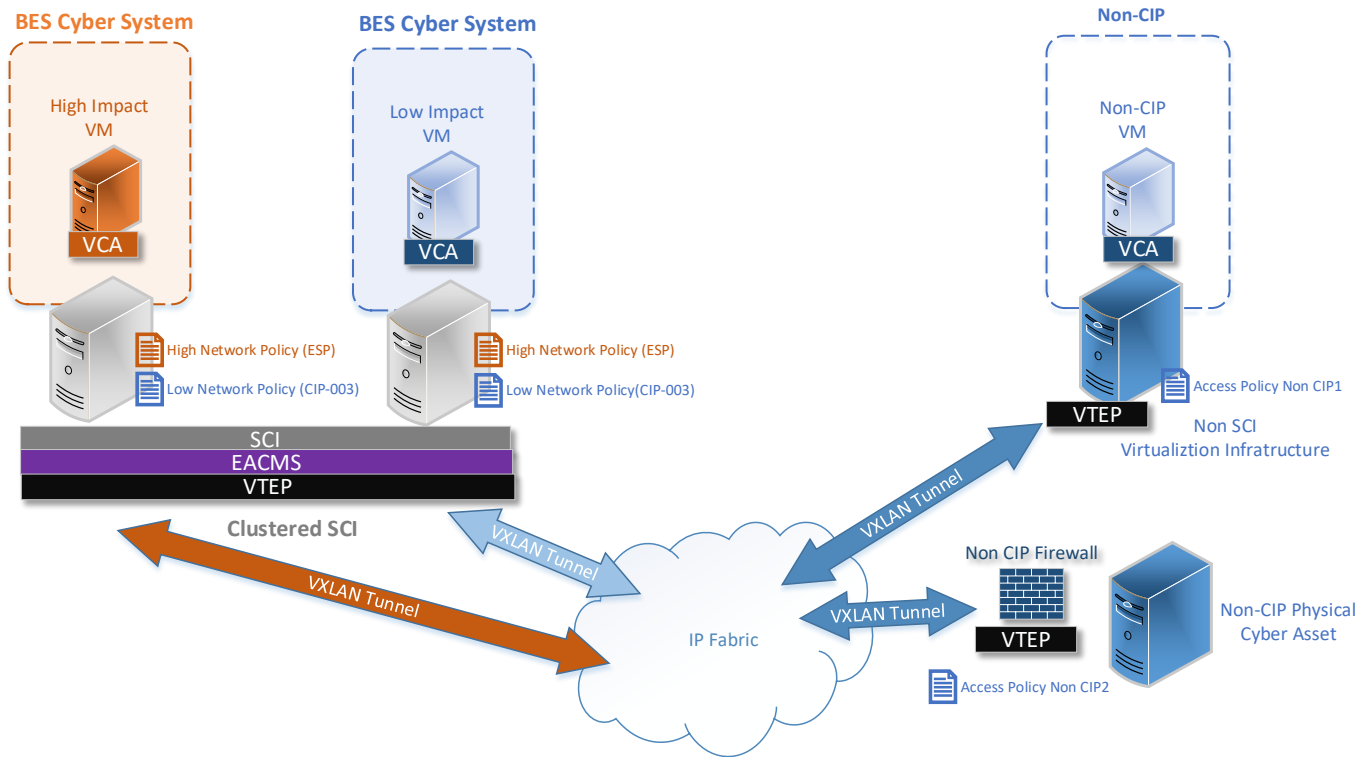 BES Cyber System
BES Cyber System
Non-CIP
High Impact
VM
Low Impact
VM
Non-CIP
VM
VCA
VCA
VCA
High Network Policy (ESP)
Low Network Policy (CIP-003)
High Network Policy (ESP)
Low Network Policy(CIP-003)
Access Policy Non CIP1
VTEP
Non SCI
Virtualiztion Infratructure
SCI
EACMS
VTEP
Clustered SCI
VXLAN Tunnel
VXLAN Tunnel
VXLAN Tunnel
VXLAN Tunnel
IP Fabric
Non CIP Firewall
VTEP
Non-CIP Physical
Cyber Asset
Access Policy Non CIP2